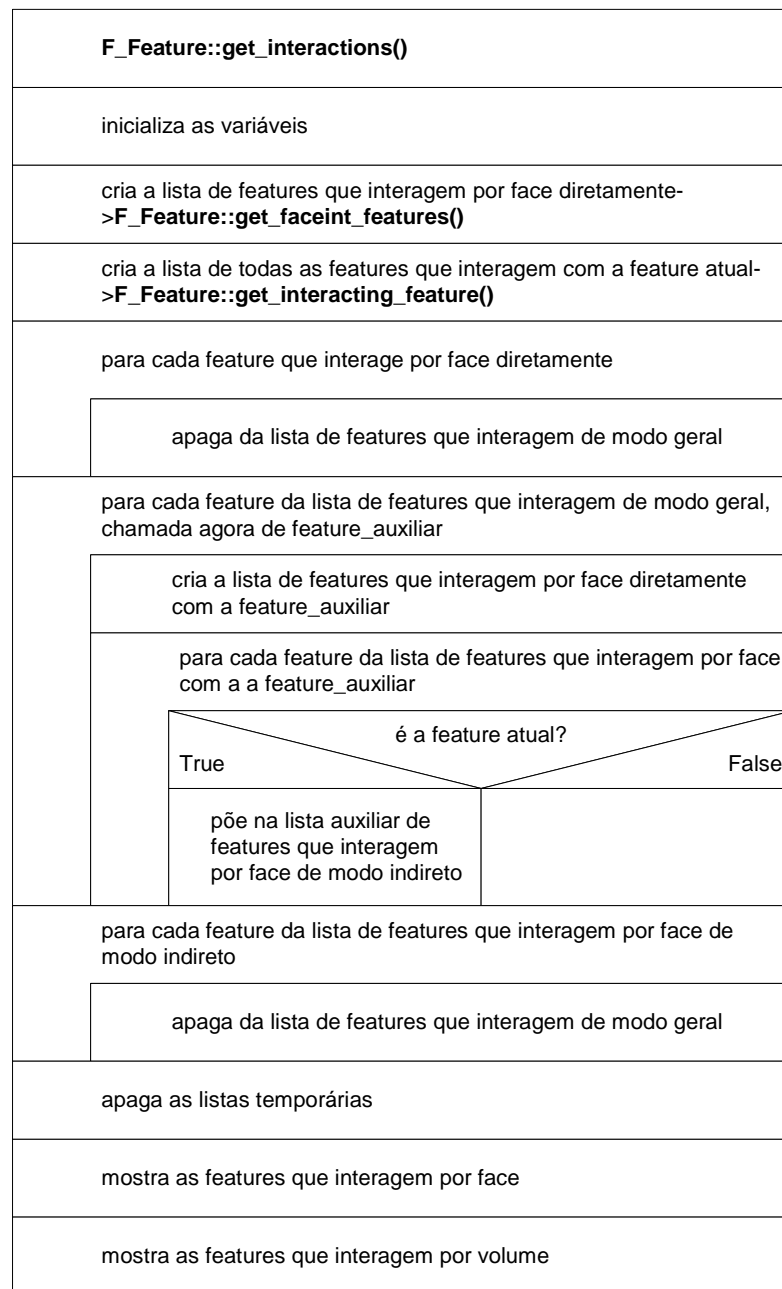 F_Feature::get_interactions()
inicializa as variáveis
cria a lista de features que interagem por face diretamente-
>F_Feature::get_faceint_features()
cria a lista de todas as features que interagem com a feature atual-
>F_Feature::get_interacting_feature()
para cada feature que interage por face diretamente
apaga da lista de features que interagem de modo geral
para cada feature da lista de features que interagem de modo geral,
chamada agora de feature_auxiliar
cria a lista de features que interagem por face diretamente
com a feature_auxiliar
para cada feature da lista de features que interagem por face
com a a feature_auxiliar
é a feature atual?
True False
põe na lista auxiliar de
features que interagem
por face de modo indireto
para cada feature da lista de features que interagem por face de
modo indireto
apaga da lista de features que interagem de modo geral
apaga as listas temporárias
mostra as features que interagem por face
mostra as features que interagem por volume